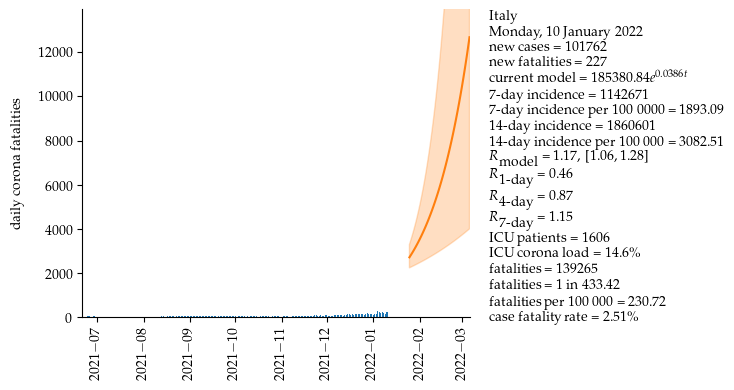 Italy
Monday, 10 January 2022
new cases = 101762
new fatalities = 227
current model = 185380.84e^0.0386t
7-day incidence = 1142671
7-day incidence per 100 0000 = 1893.09
14-day incidence = 1860601
14-day incidence per 100 000 = 3082.51
R_model = 1.17, [1.06, 1.28]
R_1-day = 0.46
R_4-day = 0.87
R_7-day = 1.15
ICU patients = 1606
ICU corona load = 14.6%
fatalities = 139265
fatalities = 1 in 433.42
fatalities per 100 000 = 230.72
case fatality rate = 2.51%
daily corona fatalities
12000
10000
8000
6000
4000
2000
0
2021−07
2021−08
2021−09
2021−10
2021−11
2021−12
2022−01
2022−02
2022−03